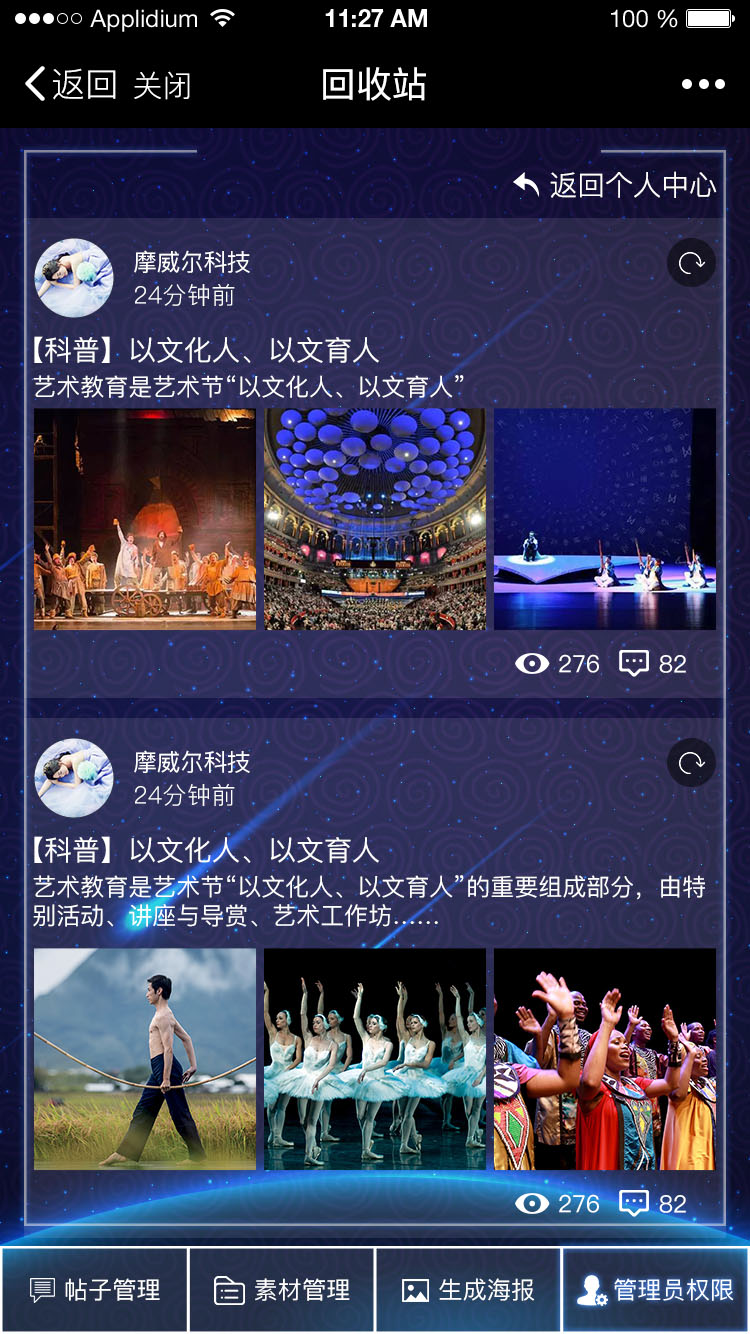 Applidium 11:27 AM 100 %
返回 关闭 回收站
返回个人中心
摩威尔科技
24分钟前
【科普】以文化人、以文育人
艺术教育是艺术节“以文化人、以文育人”
276 82
摩威尔科技
24分钟前
【科普】以文化人、以文育人
艺术教育是艺术节“以文化人、以文育人”的重要组成部分，由特
别活动、讲座与导赏、艺术工作坊......
276 82
帖子管理 素材管理 生成海报 管理员权限